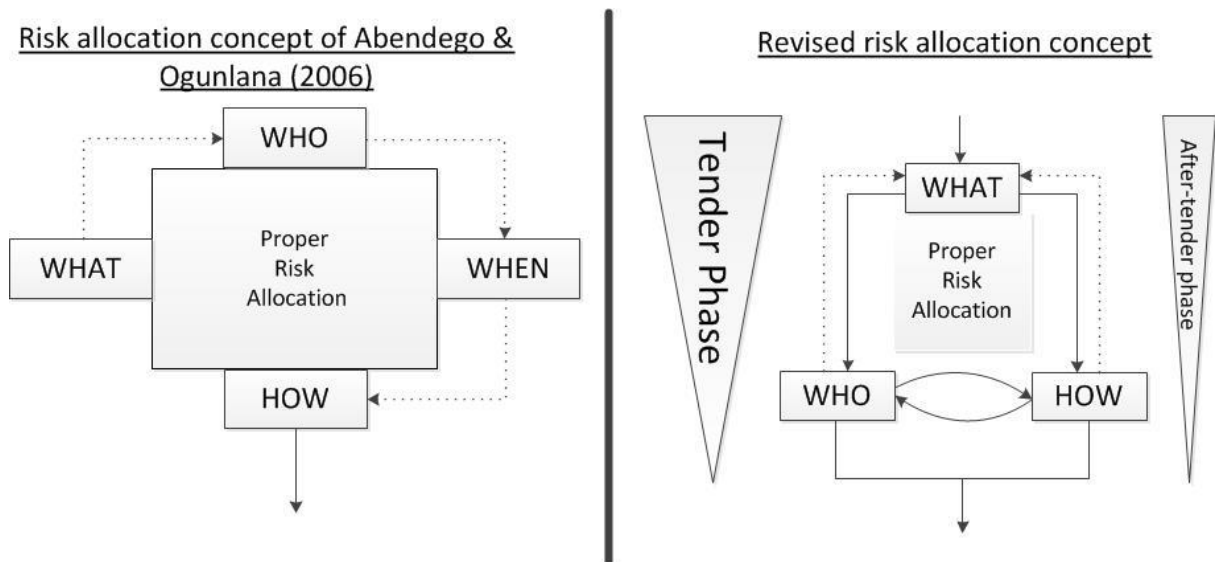 Risk allocation concept of Abendego &
Ogunlana (2006)
WHO
WHAT
Proper
Risk
Allocation
WHEN
HOW
Revised risk allocation concept
Tender Phase
WHAT
Proper
Risk
Allocation
WHO
HOW
After-tender phase